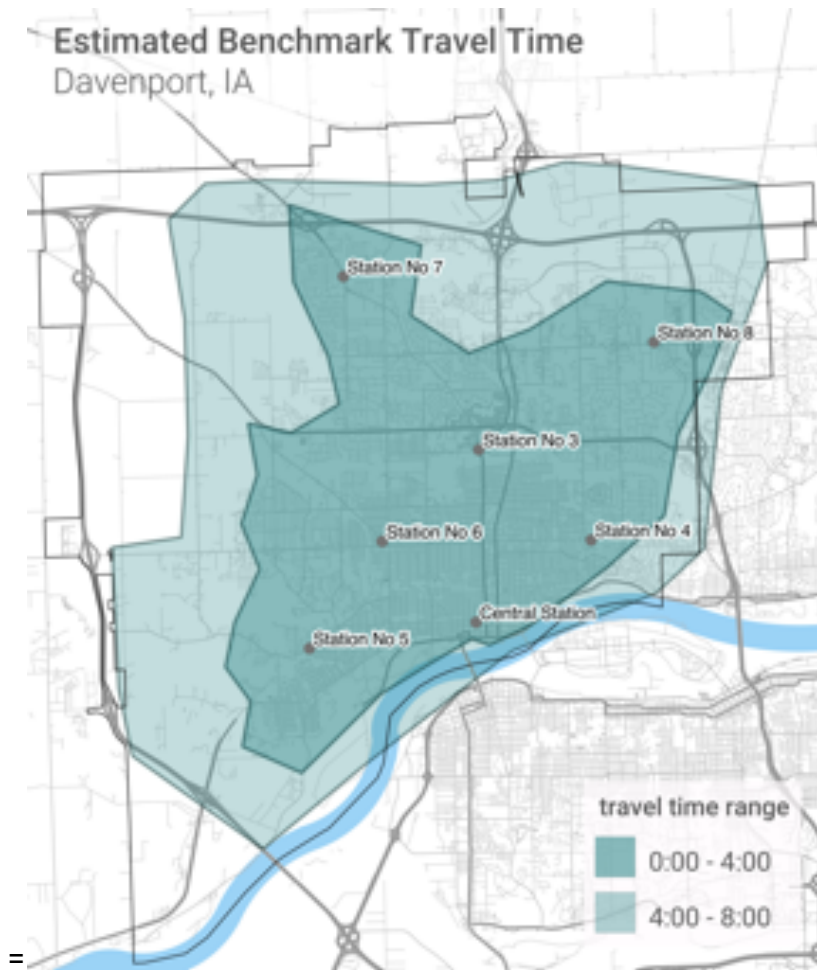 Estimated Benchmark Travel Time
Davenport, IA
Station No 7
Station No 8
Station No 3
Station No 6
Station No 4
Central Station
Station No 5
travel time range
0:00 - 4:00
4:00 - 8:00
=